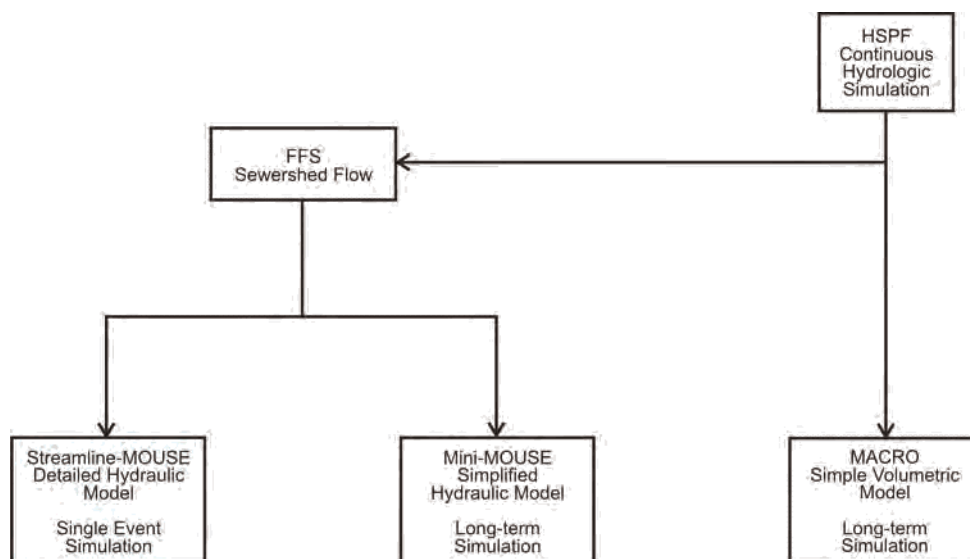 HSPF
Continuous
Hydrologic
Simulation
FFS
Sewershed Flow
Streamline-MOUSE
Detailed Hydraulic
Model
Single Event
Simulation
Mini-MOUSE
Simplified
Hydraulic Model
Long-term
Simulation
MACRO
Simple Volumetric
Model
Long-term
Simulation